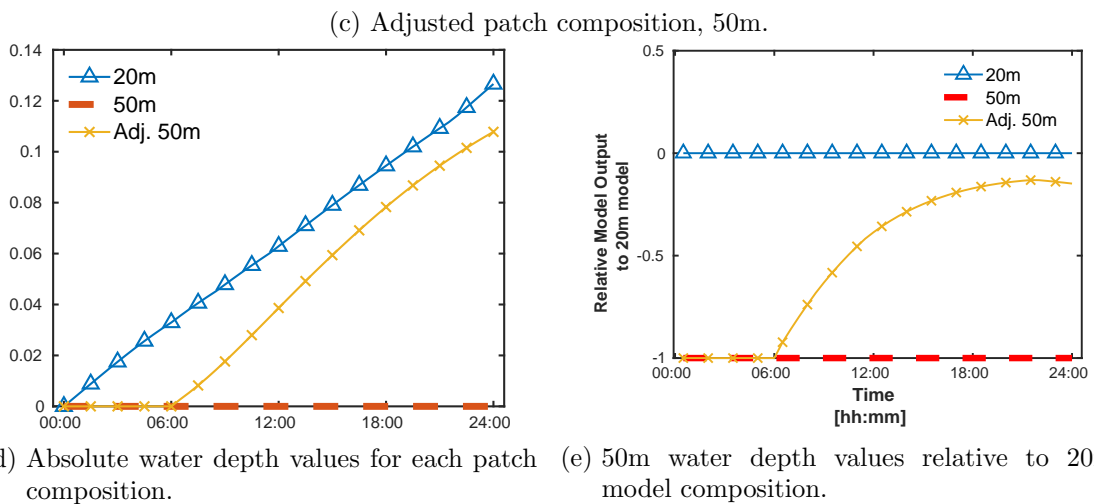 (c) Adjusted patch composition, 50m.
0.14
0.12
0.1
0.08
0.06
0.04
0.02
0
20m
50m
Adj. 50m
00:00 06:00 12:00 18:00 24:00
) Absolute water depth values for each patch
composition.
0.5
0
-0.5
-1
Relative Model Output
to 20m model
20m
50m
Adj. 50m
00:00 06:00 12:00 18:00 24:00
Time
[hh:mm]
(e) 50m water depth values relative to 20
model composition.